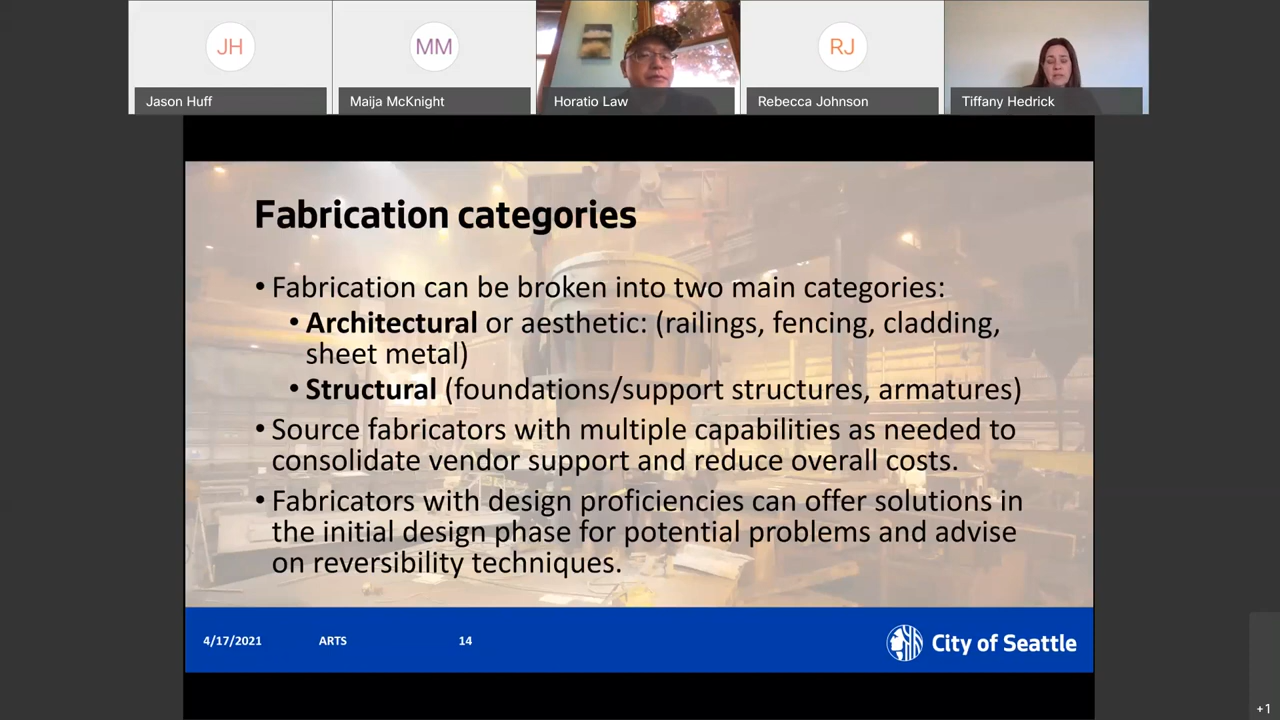 JH
MM
RJ
Jason Huff
Maija McKnight
Horatio Law
Rebecca Johnson
Tiffany Hedrick
Fabrication categories
• Fabrication can be broken into two main categories:
• Architectural or aesthetic: (railings, fencing, cladding,
sheet metal)
• Structural (foundations/support structures, armatures)
• Source fabricators with multiple capabilities as needed to
consolidate vendor support and reduce overall costs.
• Fabricators with design proficiencies can offer solutions in
the initial design phase for potential problems and advise
on reversibility techniques.
4/17/2021
ARTS
14
City of Seattle
+1